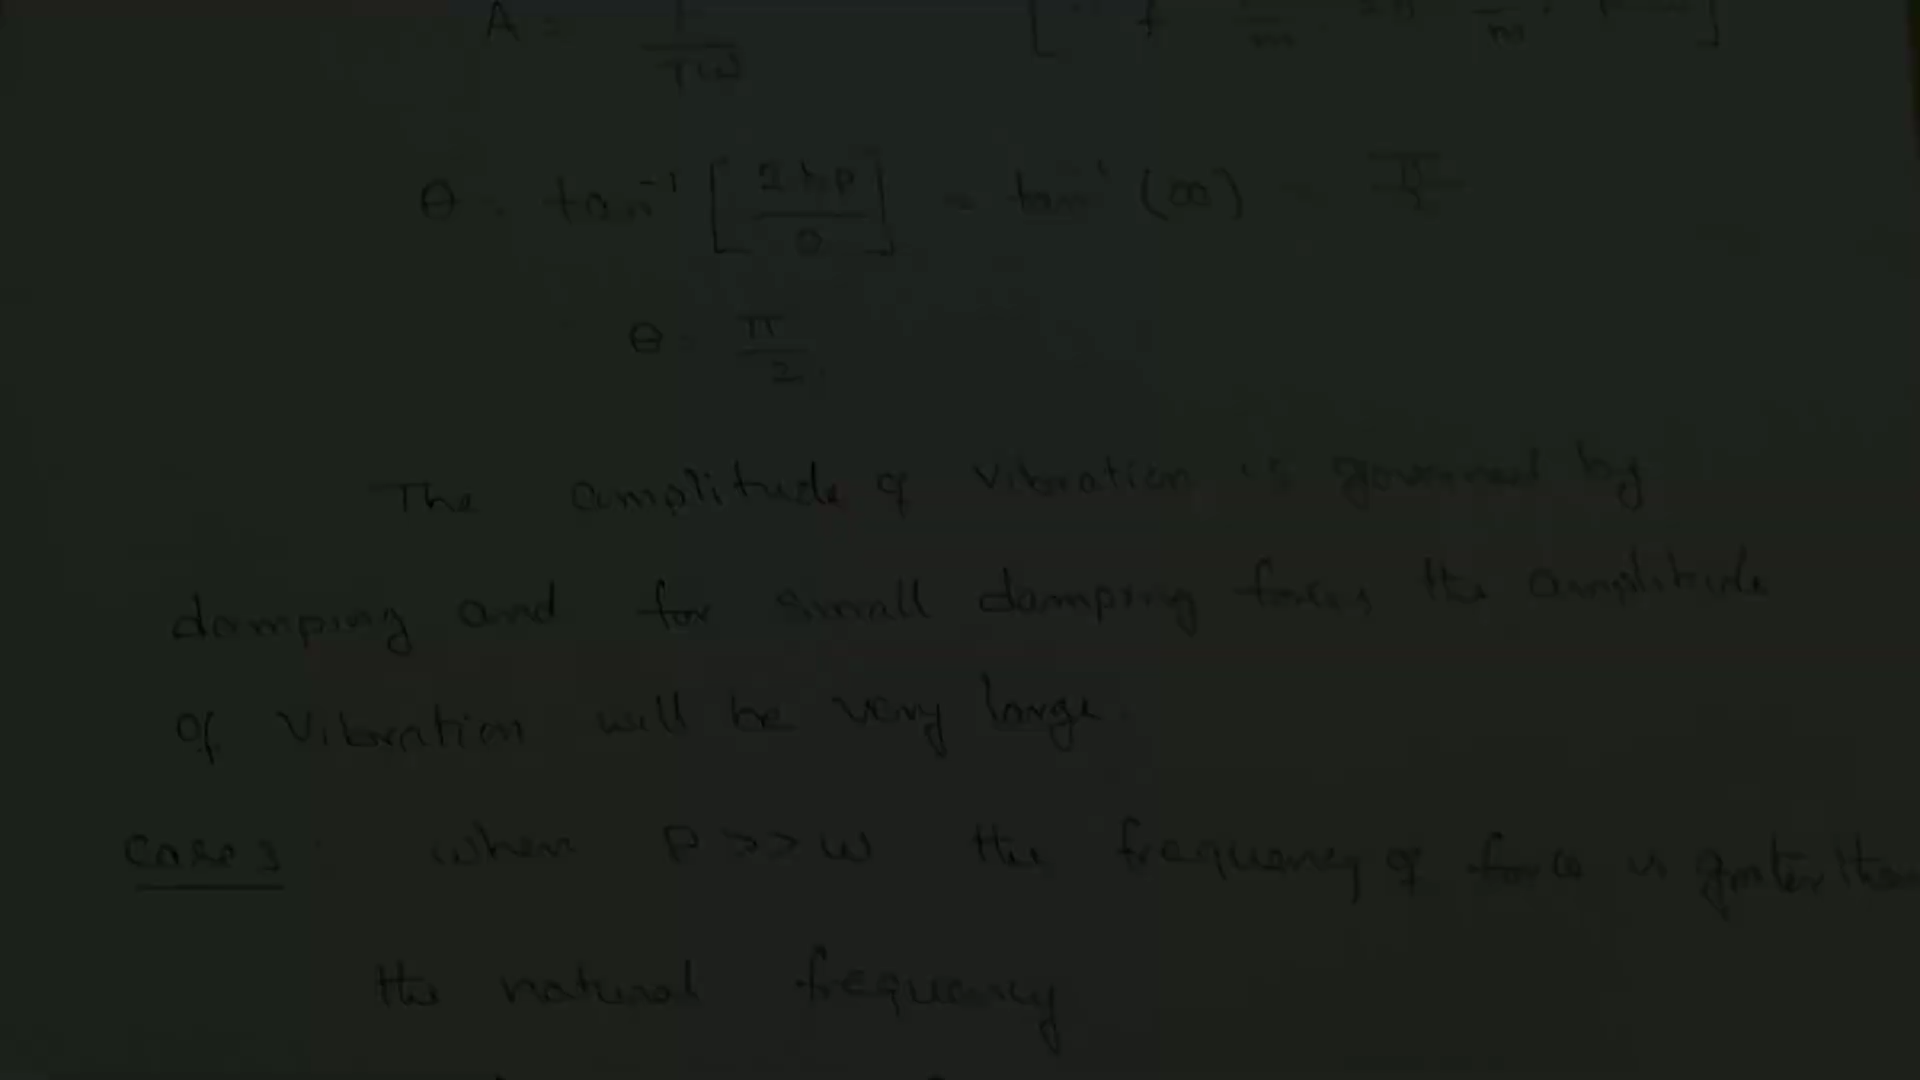 A =
θ = tan⁻¹ [2bp / 0] = tan⁻¹ (∞) = π/2
θ = π/2
The amplitude of vibration is governed by
damping and for small damping forces the amplitude
of vibration will be very large.
Case 3 when P >> ω the frequency of force is greater than
the natural frequency